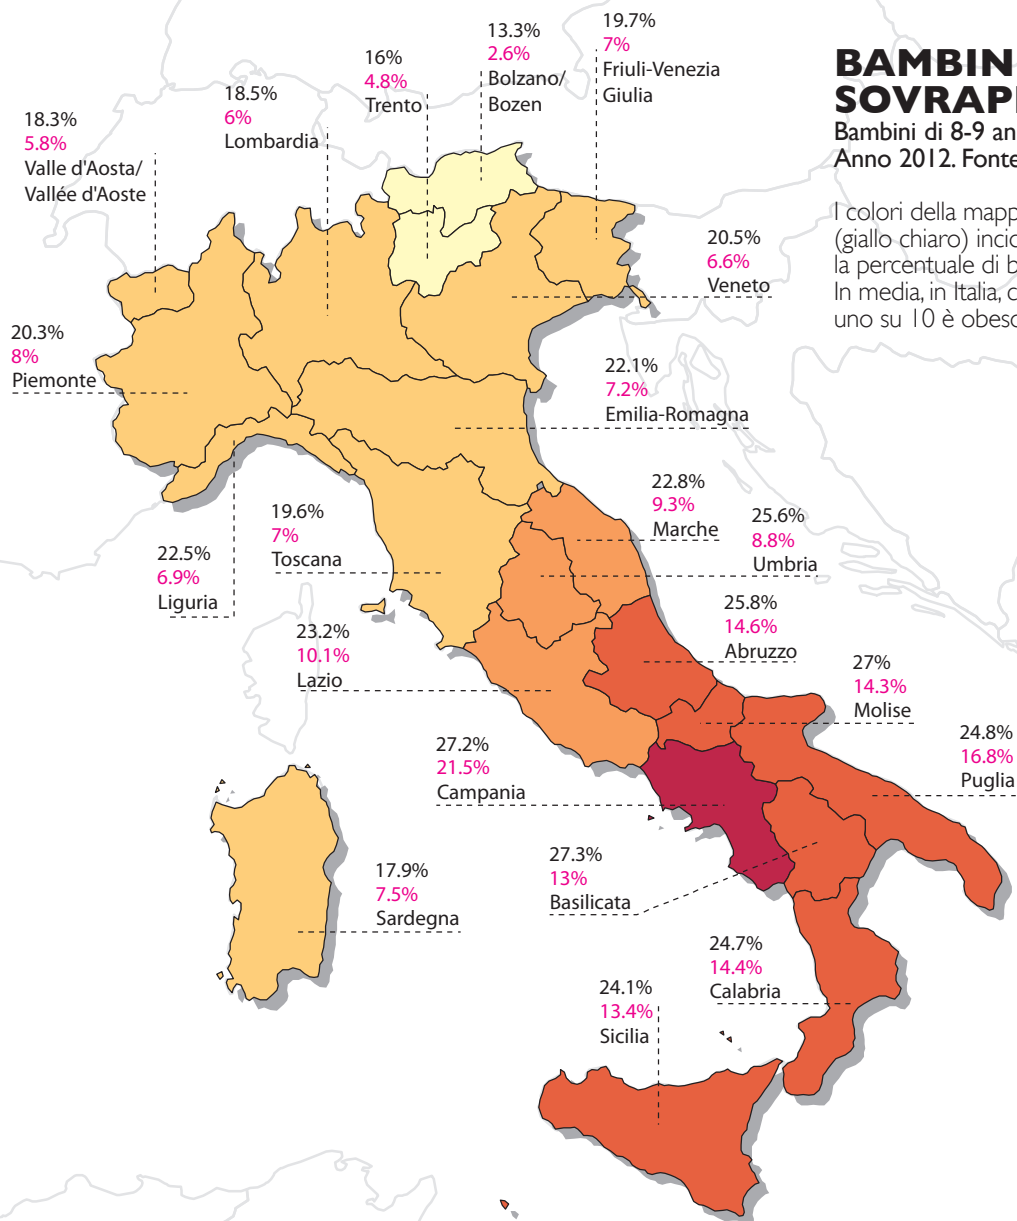 BAMBIN
SOVRAP
Bambini di 8-9 an
Anno 2012. Fonte
I colori della mapp
(giallo chiaro) incid
la percentuale di b
In media, in Italia, c
uno su 10 è obeso
19.7%
7%
Friuli-Venezia
Giulia
13.3%
2.6%
Bolzano/
Bozen
16%
4.8%
Trento
18.5%
6%
Lombardia
18.3%
5.8%
Valle d'Aosta/
Vallée d'Aoste
20.5%
6.6%
Veneto
20.3%
8%
Piemonte
22.1%
7.2%
Emilia-Romagna
22.8%
9.3%
Marche
19.6%
7%
Toscana
25.6%
8.8%
Umbria
22.5%
6.9%
Liguria
25.8%
14.6%
Abruzzo
23.2%
10.1%
Lazio
27%
14.3%
Molise
24.8%
16.8%
Puglia
27.2%
21.5%
Campania
27.3%
13%
Basilicata
17.9%
7.5%
Sardegna
24.7%
14.4%
Calabria
24.1%
13.4%
Sicilia